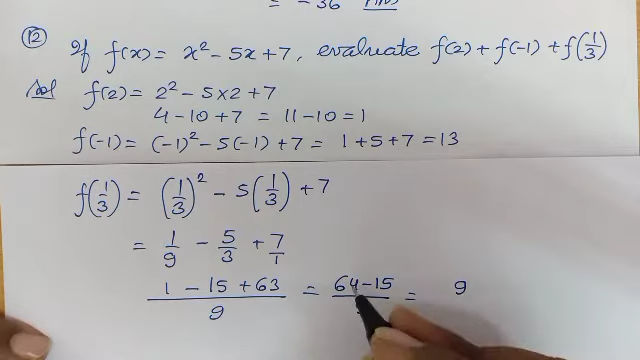 = -36 Ans
(12) If f(x) = x² - 5x + 7, evaluate f(2) + f(-1) + f(1/3)
Sol f(2) = 2² - 5×2 + 7
4 - 10 + 7 = 11 - 10 = 1
f(-1) = (-1)² - 5(-1) + 7 = 1 + 5 + 7 = 13
f(1/3) = (1/3)² - 5(1/3) + 7
= 1/9 - 5/3 + 7/1
(1 - 15 + 63)/9 = (64 - 15)/ = 9